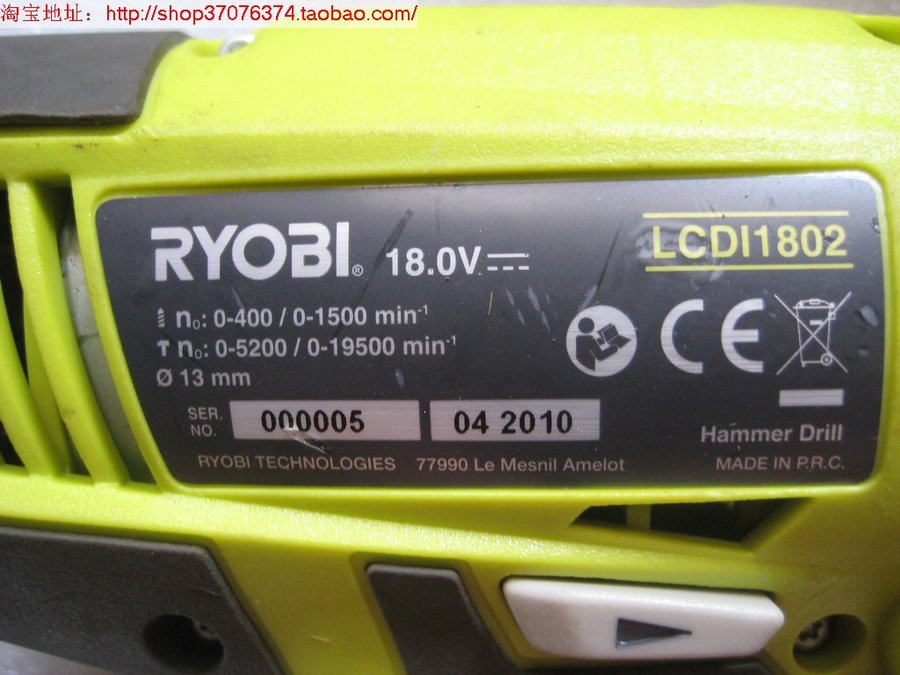 淘宝地址：http://shop37076374.taobao.com/
RYOBI® 18.0V
LCDI1802
n₀: 0-400 / 0-1500 min⁻¹
T n₀: 0-5200 / 0-19500 min⁻¹
Ø 13 mm
CE
SER. NO. 000005 04 2010
Hammer Drill
RYOBI TECHNOLOGIES 77990 Le Mesnil Amelot
MADE IN P.R.C.